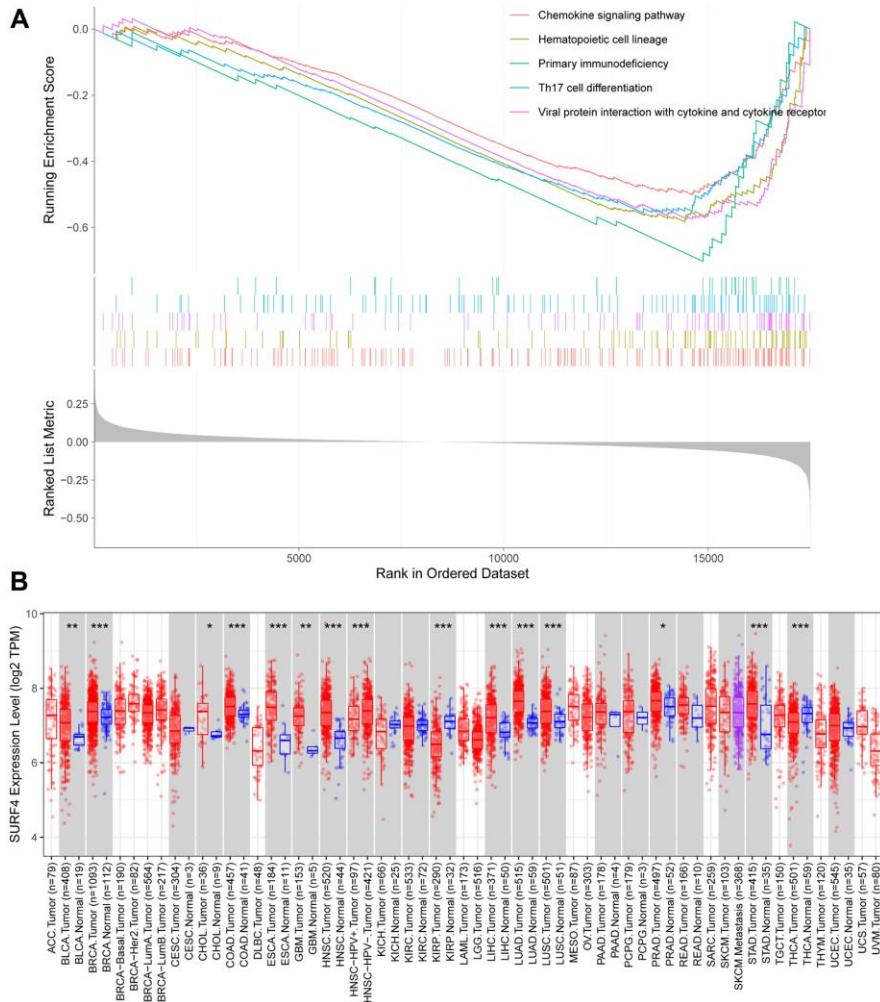 A
Chemokine signaling pathway
Hematopoietic cell lineage
Primary immunodeficiency
Th17 cell differentiation
Viral protein interaction with cytokine and cytokine receptor
Running Enrichment Score
0.0
-0.2
-0.4
-0.6
Ranked List Metric
0.25
0.00
-0.25
-0.50
5000 10000 15000
Rank in Ordered Dataset
B
SURF4 Expression Level (log2 TPM)
10
8
6
4
** *** * *** *** ** *** *** *** *** *** *** * *** ***
ACC.Tumor (n=79)
BLCA.Tumor (n=408)
BLCA.Normal (n=19)
BRCA.Tumor (n=1093)
BRCA.Normal (n=112)
BRCA-Basal.Tumor (n=190)
BRCA-Her2.Tumor (n=82)
BRCA-LumA.Tumor (n=564)
BRCA-LumB.Tumor (n=217)
CESC.Tumor (n=304)
CESC.Normal (n=3)
CHOL.Tumor (n=36)
CHOL.Normal (n=9)
COAD.Tumor (n=457)
COAD.Normal (n=41)
DLBC.Tumor (n=48)
ESCA.Tumor (n=184)
ESCA.Normal (n=11)
GBM.Tumor (n=153)
GBM.Normal (n=5)
HNSC.Tumor (n=520)
HNSC.Normal (n=44)
HNSC-HPV+.Tumor (n=97)
HNSC-HPV-.Tumor (n=421)
KICH.Tumor (n=66)
KICH.Normal (n=25)
KIRC.Tumor (n=533)
KIRC.Normal (n=72)
KIRP.Tumor (n=290)
KIRP.Normal (n=32)
LAML.Tumor (n=173)
LGG.Tumor (n=516)
LIHC.Tumor (n=371)
LIHC.Normal (n=50)
LUAD.Tumor (n=515)
LUAD.Normal (n=59)
LUSC.Tumor (n=501)
LUSC.Normal (n=51)
MESO.Tumor (n=87)
OV.Tumor (n=303)
PAAD.Tumor (n=178)
PAAD.Normal (n=4)
PCPG.Tumor (n=179)
PCPG.Normal (n=3)
PRAD.Tumor (n=497)
PRAD.Normal (n=52)
READ.Tumor (n=166)
READ.Normal (n=10)
SARC.Tumor (n=259)
SKCM.Tumor (n=103)
SKCM.Metastasis (n=368)
STAD.Tumor (n=415)
STAD.Normal (n=35)
TGCT.Tumor (n=150)
THCA.Tumor (n=501)
THCA.Normal (n=59)
THYM.Tumor (n=120)
UCEC.Tumor (n=545)
UCEC.Normal (n=35)
UCS.Tumor (n=57)
UVM.Tumor (n=80)